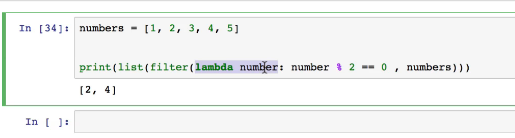 In [34]: numbers = [1, 2, 3, 4, 5]
print(list(filter(lambda number: number % 2 == 0 , numbers)))
[2, 4]
In [ ]: